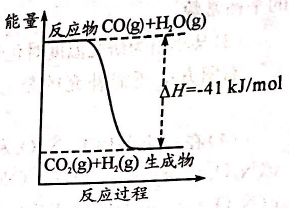 能量
反应物 CO(g)+H₂O(g)
ΔH=-41 kJ/mol
CO₂(g)+H₂(g) 生成物
反应过程